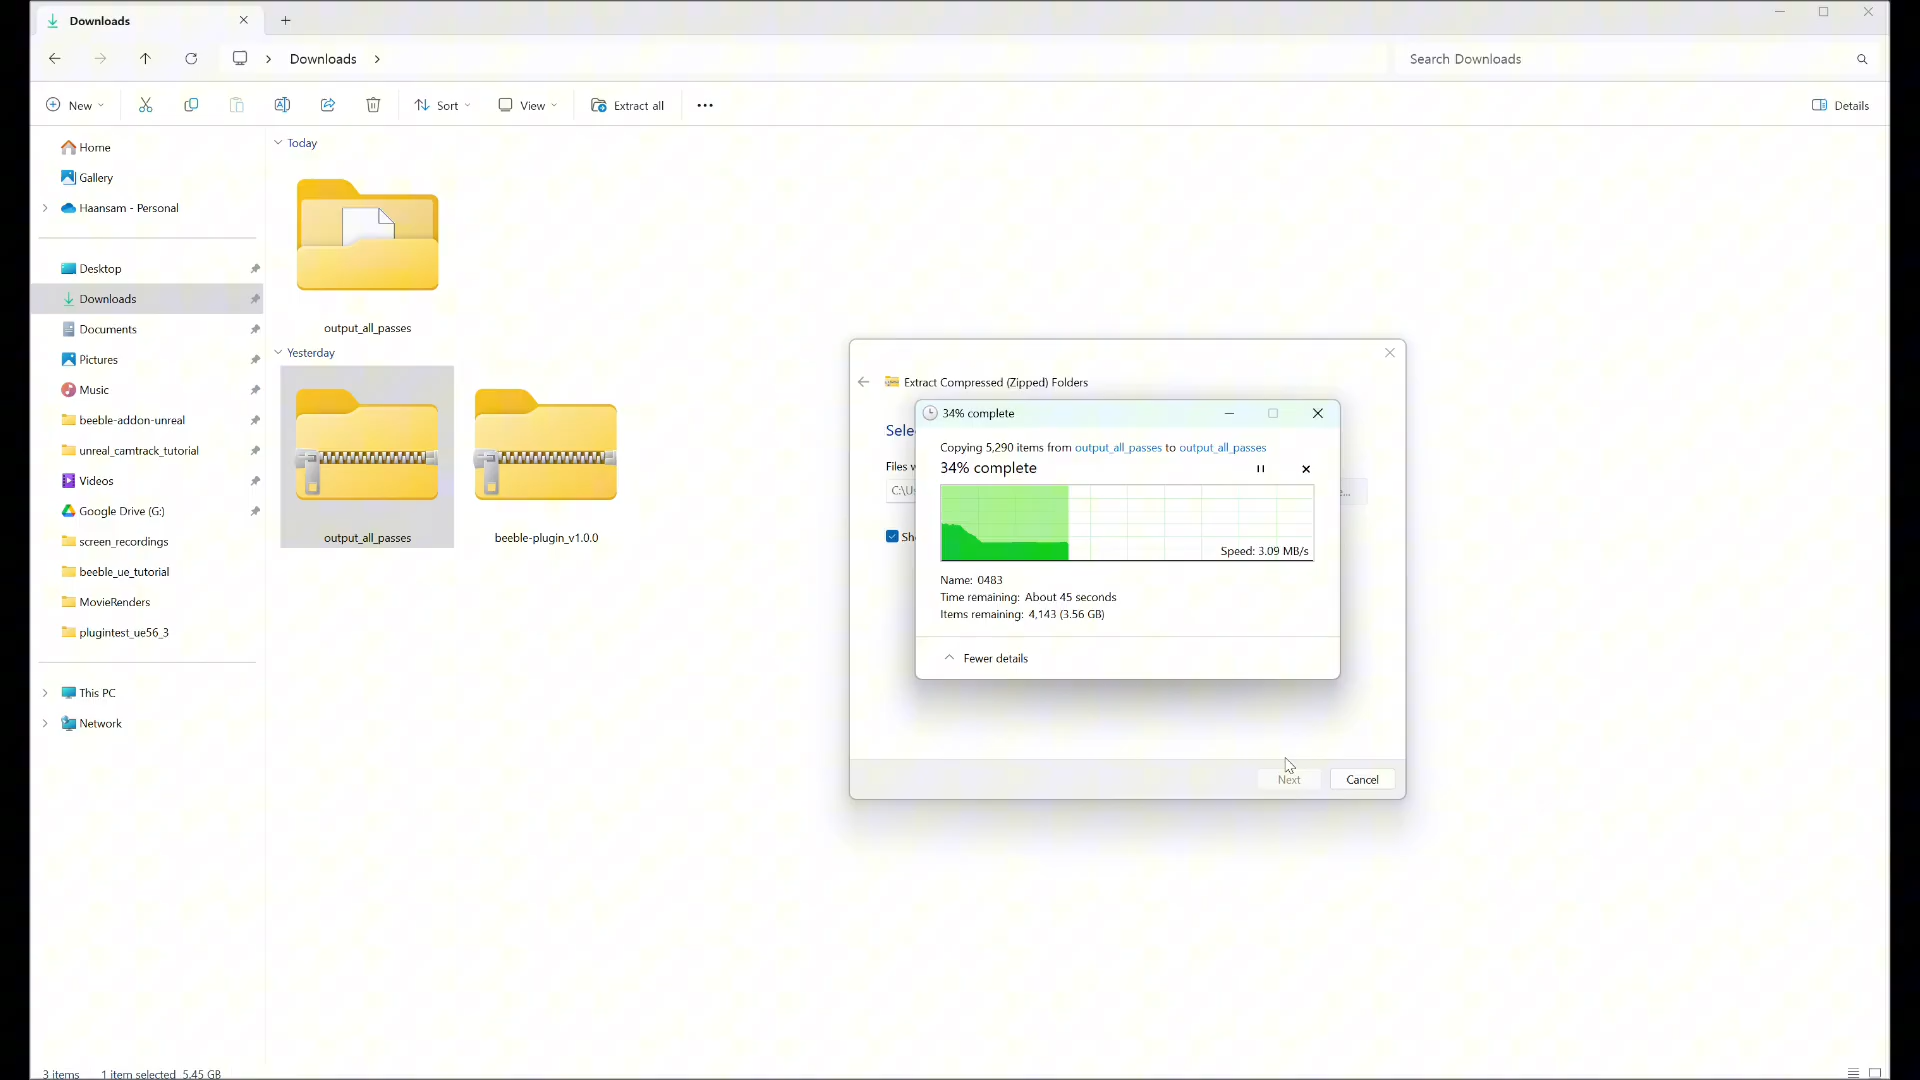 Downloads
Downloads
Search Downloads
New
Sort
View
Extract all
Details
Home
Gallery
Haansam - Personal
Desktop
Downloads
Documents
Pictures
Music
beeble-addon-unreal
unreal_camtrack_tutorial
Videos
Google Drive (G:)
screen_recordings
beeble_ue_tutorial
MovieRenders
plugintest_ue56_3
This PC
Network
Today
output_all_passes
Yesterday
output_all_passes
beeble-plugin_v1.0.0
Extract Compressed (Zipped) Folders
Sele
Files w
C:\U
e...
Sh
34% complete
Copying 5,290 items from output_all_passes to output_all_passes
34% complete
Speed: 3.09 MB/s
Name: 0483
Time remaining: About 45 seconds
Items remaining: 4,143 (3.56 GB)
Fewer details
Next
Cancel
3 items
1 item selected 5.45 GB